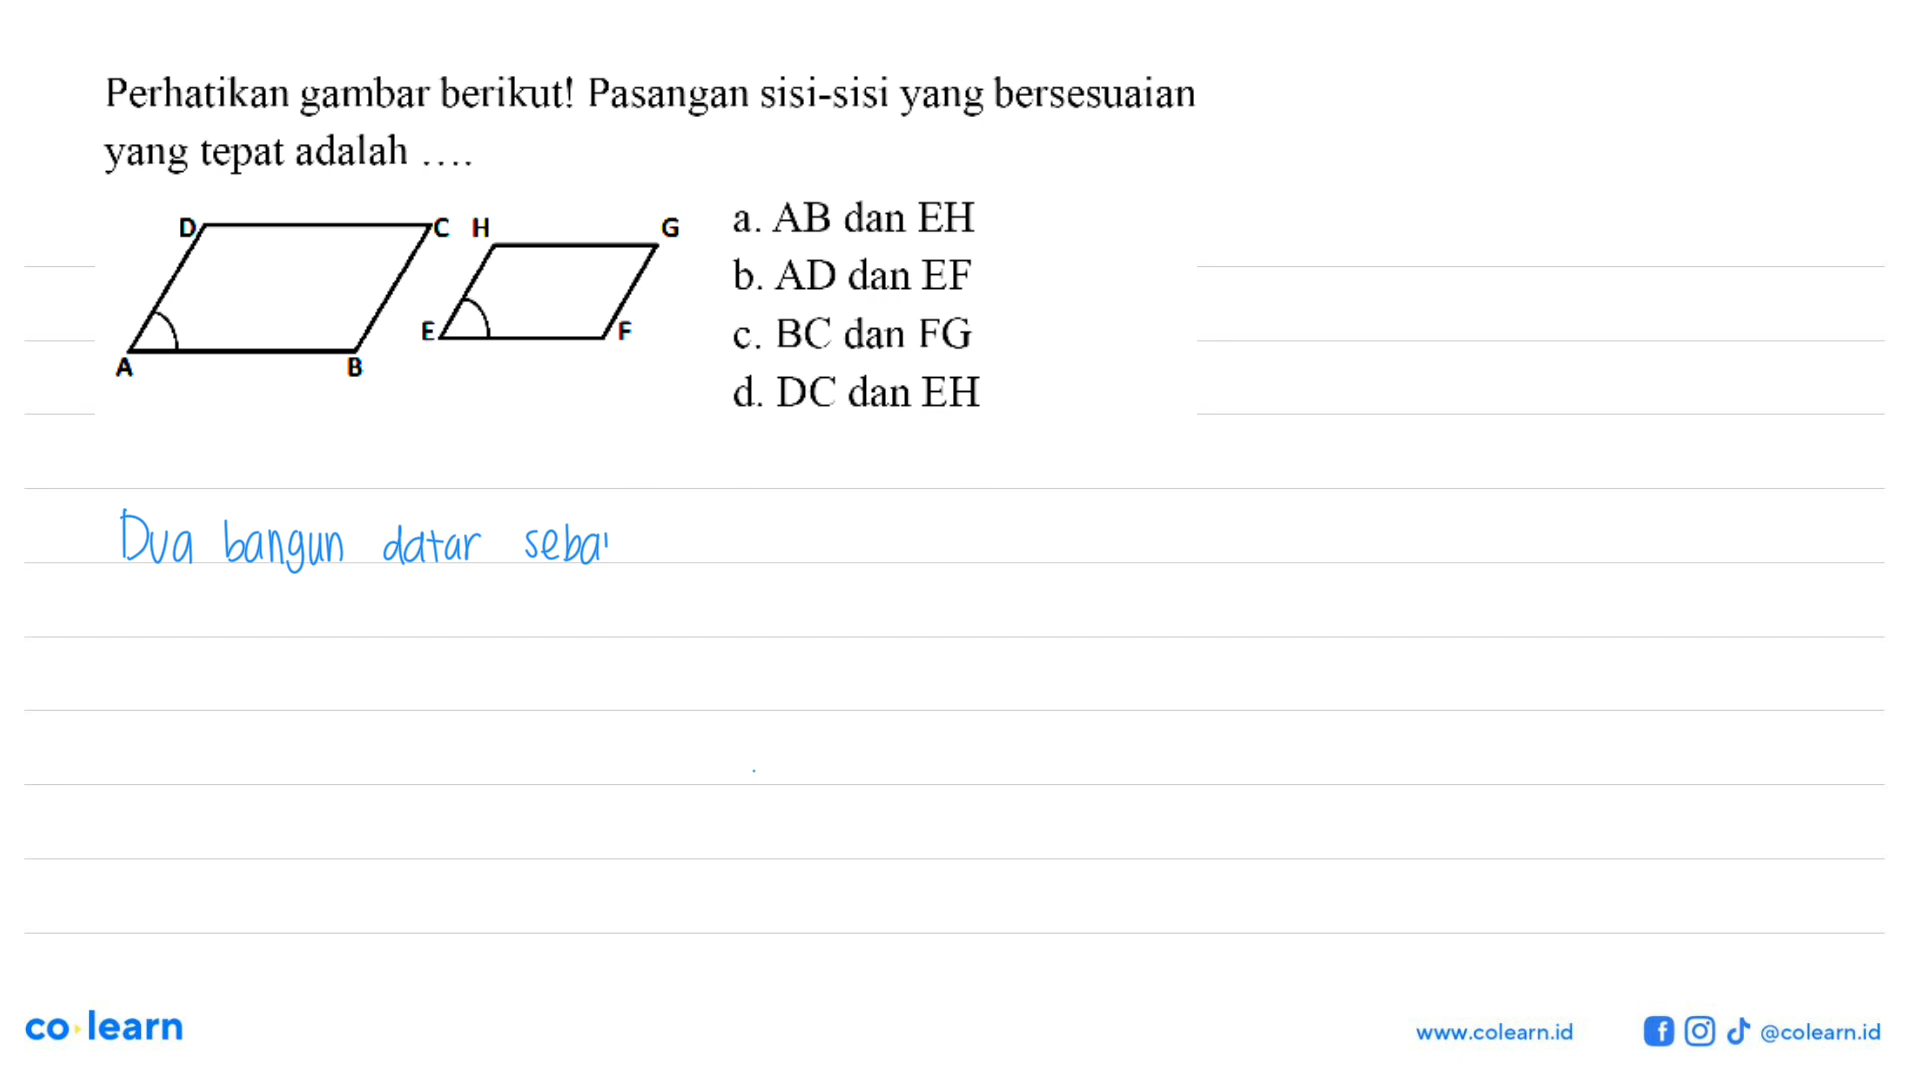 Perhatikan gambar berikut! Pasangan sisi-sisi yang bersesuaian
yang tepat adalah ....
D C H G
E F
A B
a. AB dan EH
b. AD dan EF
c. BC dan FG
d. DC dan EH
Dua bangun datar
co learn
www.colearn.id
@colearn.id